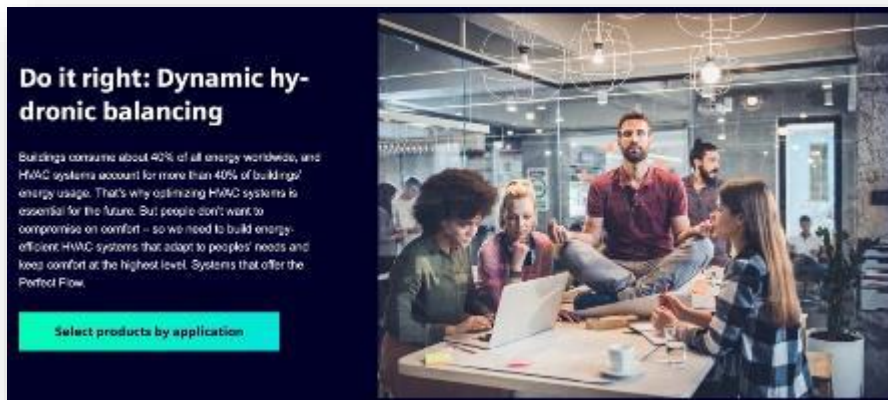 Do it right: Dynamic hy-
dronic balancing
Buildings consume about 40% of all energy worldwide, and
HVAC systems account for more than 40% of buildings'
energy usage. That's why optimizing HVAC systems is
essential for the future. But people don't want to
compromise on comfort – so we need to build energy-
efficient HVAC systems that adapt to peoples' needs and
keep comfort at the highest level. Systems that offer the
Perfect Flow.
Select products by application